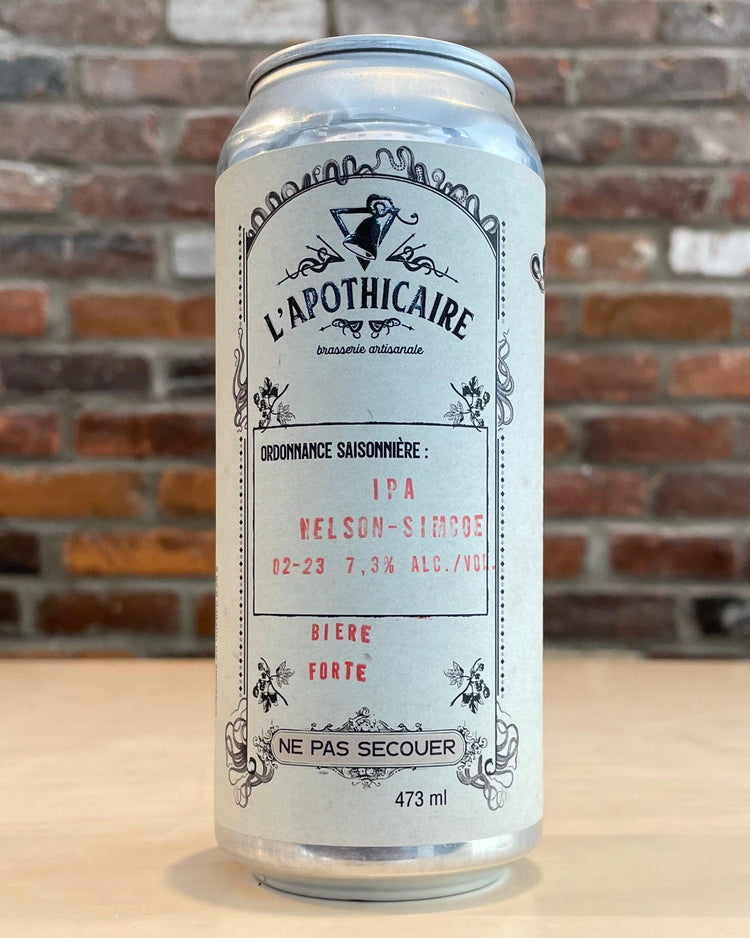 L'APOTHICAIRE
brasserie artisanale
ORDONNANCE SAISONNIÈRE :
IPA
NELSON-SIMCOE
02-23 7,3% ALC./VOL.
BIERE
FORTE
NE PAS SECOUER
473 ml